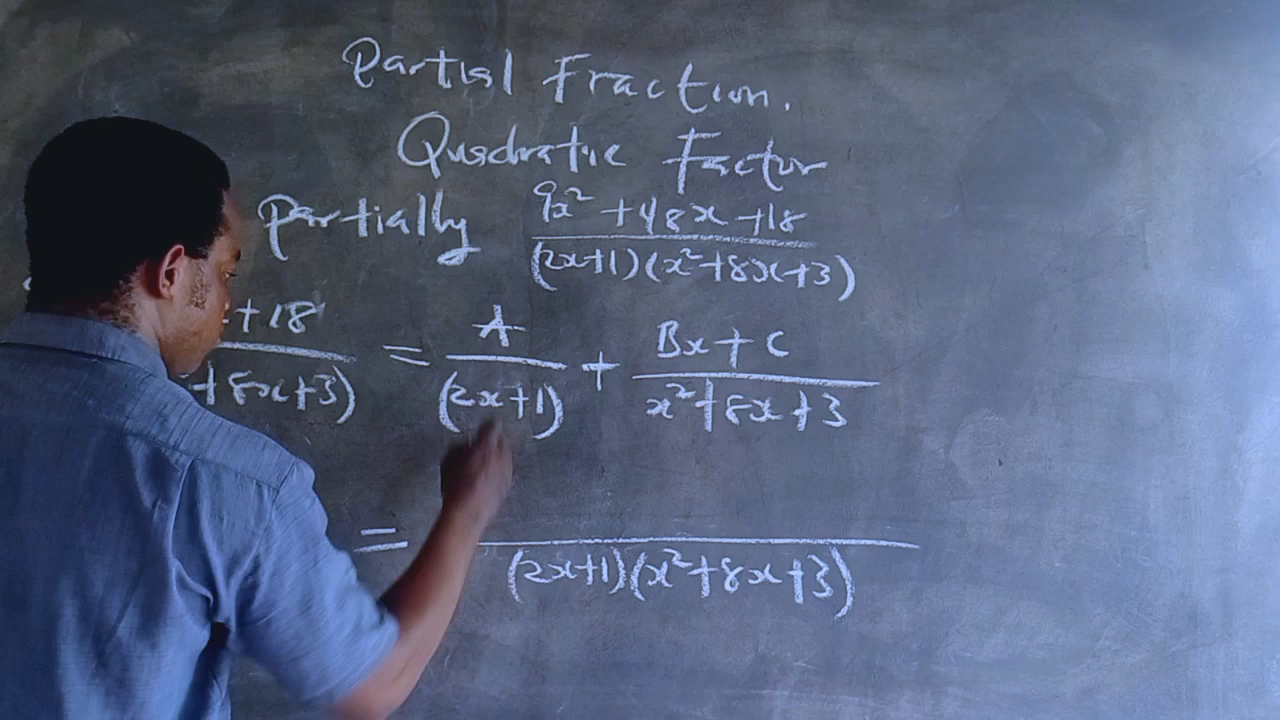 Partial Fraction.
Quadratic Factor
Partially 9x² + 48x + 18
(2x+1)(x²+8x+3)
+ 18 = A + Bx + C
+ 8x + 3) (2x+1) x² + 8x + 3
=
(2x+1)(x²+8x+3)